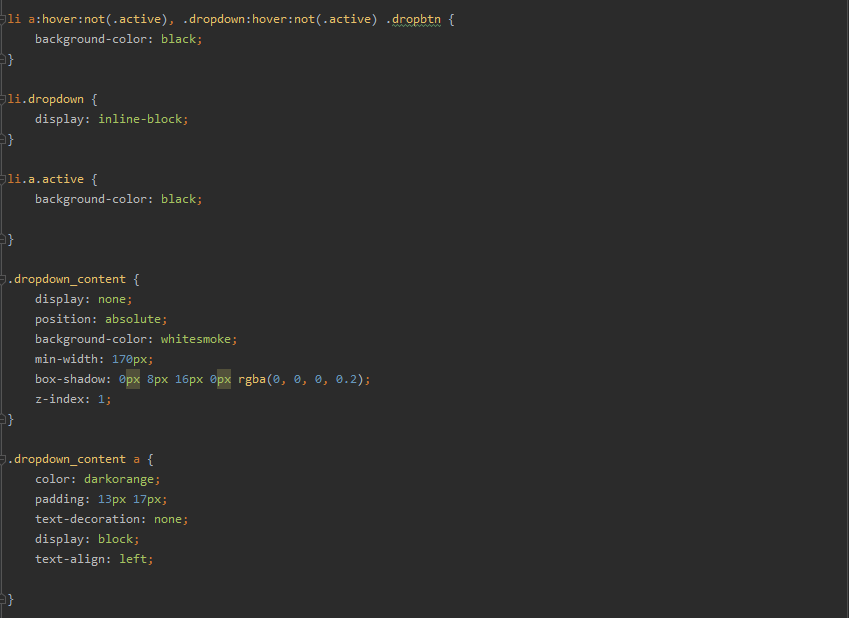 li a:hover:not(.active), .dropdown:hover:not(.active) .dropbtn {
    background-color: black;
}

li.dropdown {
    display: inline-block;
}

li.a.active {
    background-color: black;

}

.dropdown_content {
    display: none;
    position: absolute;
    background-color: whitesmoke;
    min-width: 170px;
    box-shadow: 0px 8px 16px 0px rgba(0, 0, 0, 0.2);
    z-index: 1;
}

.dropdown_content a {
    color: darkorange;
    padding: 13px 17px;
    text-decoration: none;
    display: block;
    text-align: left;

}